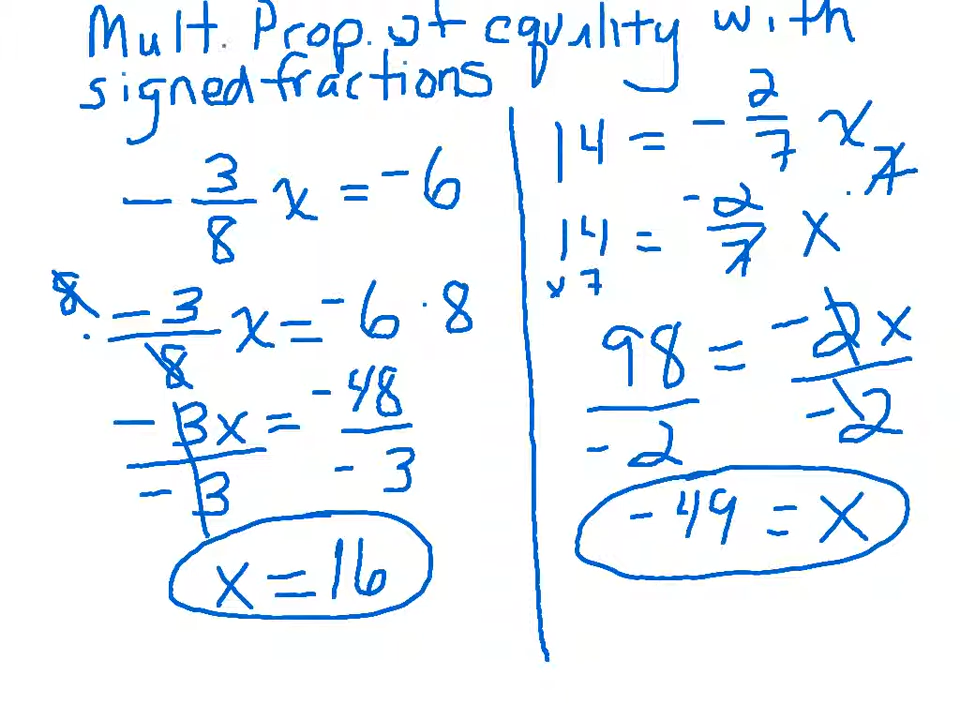 Mult. Prop. of equality with
signed fractions
- 3/8 x = -6
8 · -3/8 x = -6 · 8
-3x/-3 = -48/-3
x = 16
14 = - 2/7 x
14 x 7 = -2/7 x · 7
98/-2 = -2x/-2
-49 = x